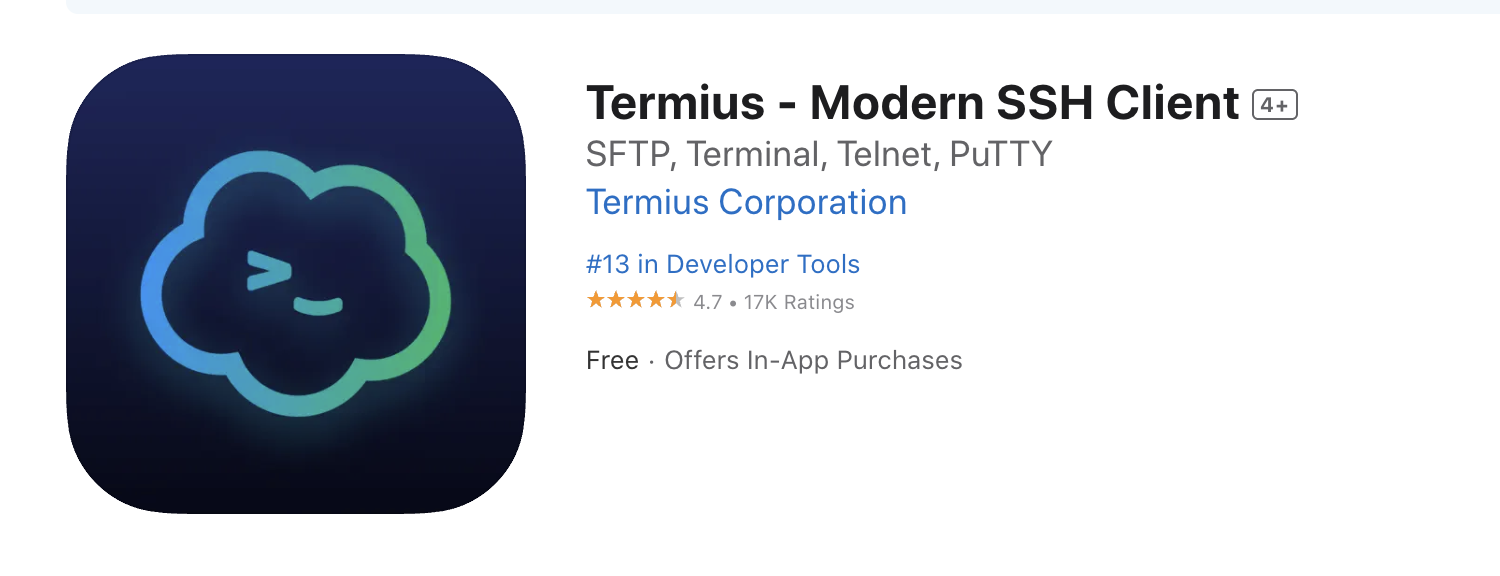 Termius - Modern SSH Client 4+
SFTP, Terminal, Telnet, PuTTY
Termius Corporation
#13 in Developer Tools
★★★★★ 4.7 • 17K Ratings
Free · Offers In-App Purchases
>_